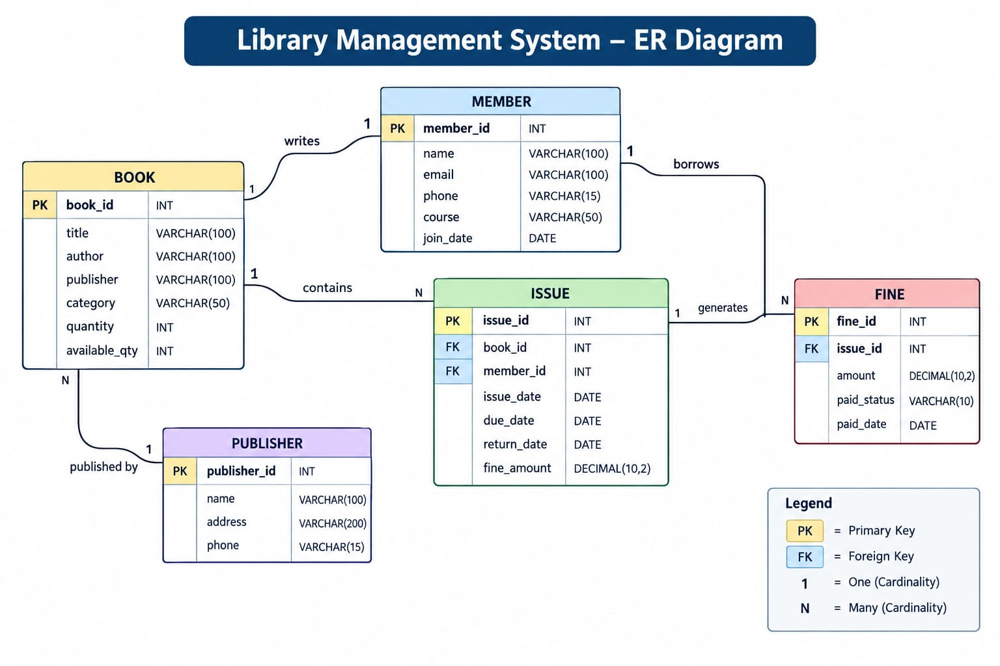 Library Management System – ER Diagram
MEMBER
PK member_id INT
name VARCHAR(100)
email VARCHAR(100)
phone VARCHAR(15)
course VARCHAR(50)
join_date DATE
1
writes
1
1
borrows
BOOK
PK book_id INT
title VARCHAR(100)
author VARCHAR(100)
publisher VARCHAR(100)
category VARCHAR(50)
quantity INT
available_qty INT
1
contains
N
ISSUE
PK issue_id INT
FK book_id INT
FK member_id INT
issue_date DATE
due_date DATE
return_date DATE
fine_amount DECIMAL(10,2)
1
generates
N
FINE
PK fine_id INT
FK issue_id INT
amount DECIMAL(10,2)
paid_status VARCHAR(10)
paid_date DATE
N
1
published by
PUBLISHER
PK publisher_id INT
name VARCHAR(100)
address VARCHAR(200)
phone VARCHAR(15)
Legend
PK = Primary Key
FK = Foreign Key
1 = One (Cardinality)
N = Many (Cardinality)